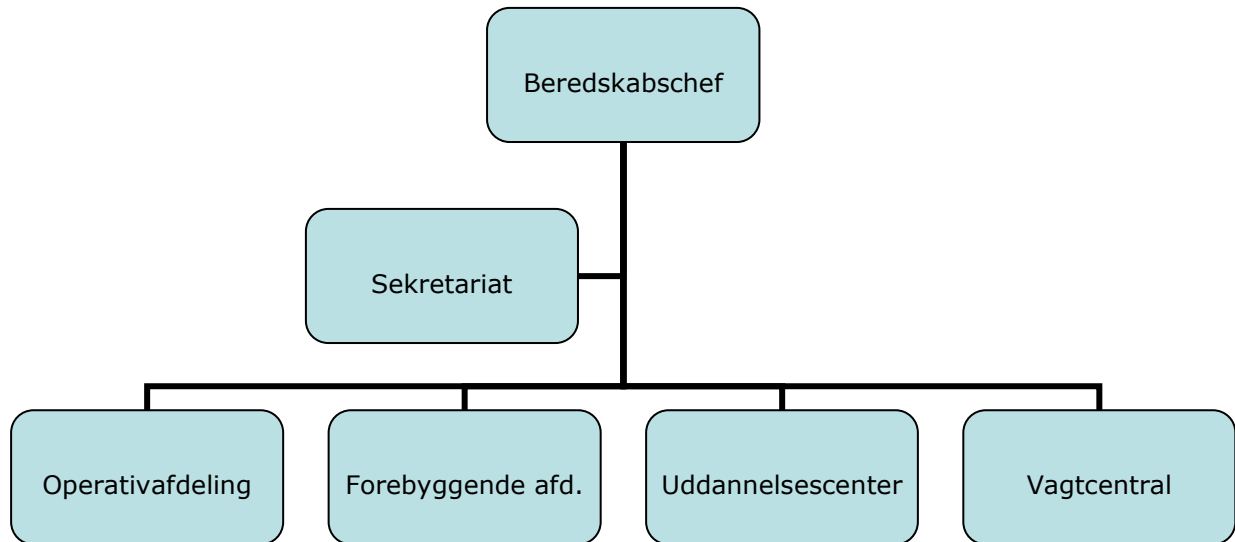 Beredskabschef
Sekretariat
Operativafdeling
Forebyggende afd.
Uddannelsescenter
Vagtcentral